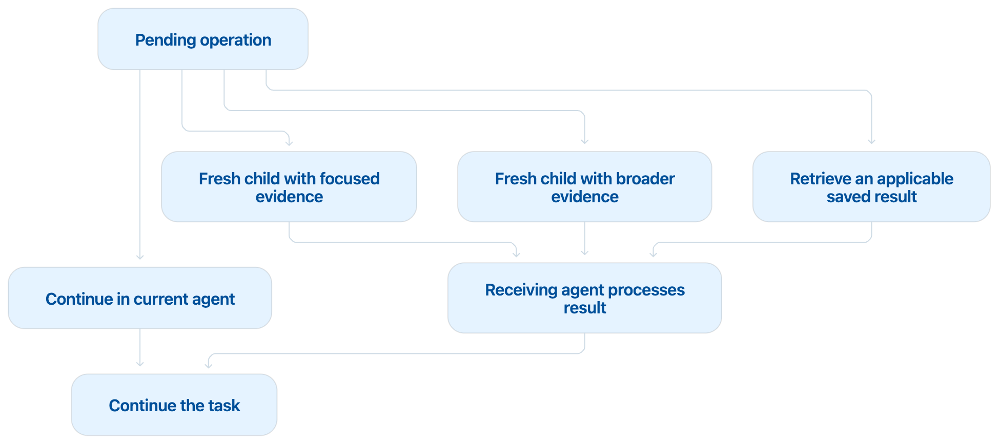 Pending operation
Fresh child with focused
evidence
Fresh child with broader
evidence
Retrieve an applicable
saved result
Continue in current agent
Receiving agent processes
result
Continue the task